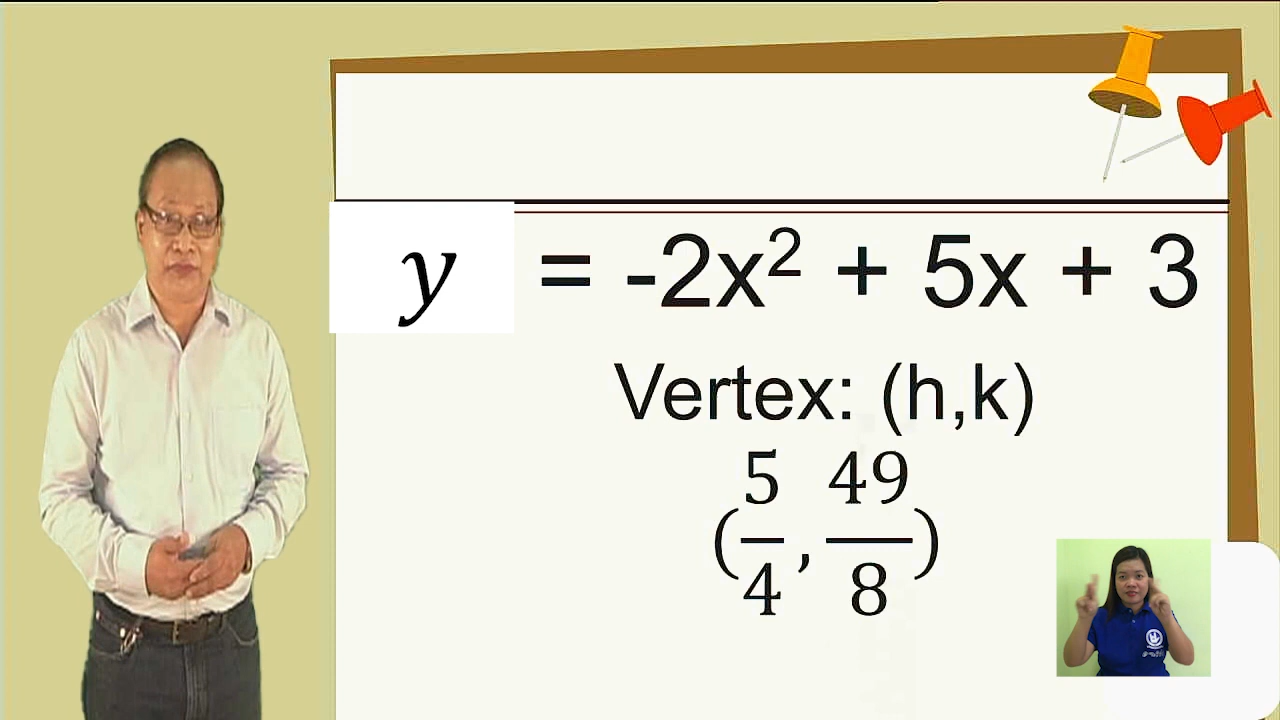 y = -2x² + 5x + 3
Vertex: (h,k)
(5/4, 49/8)